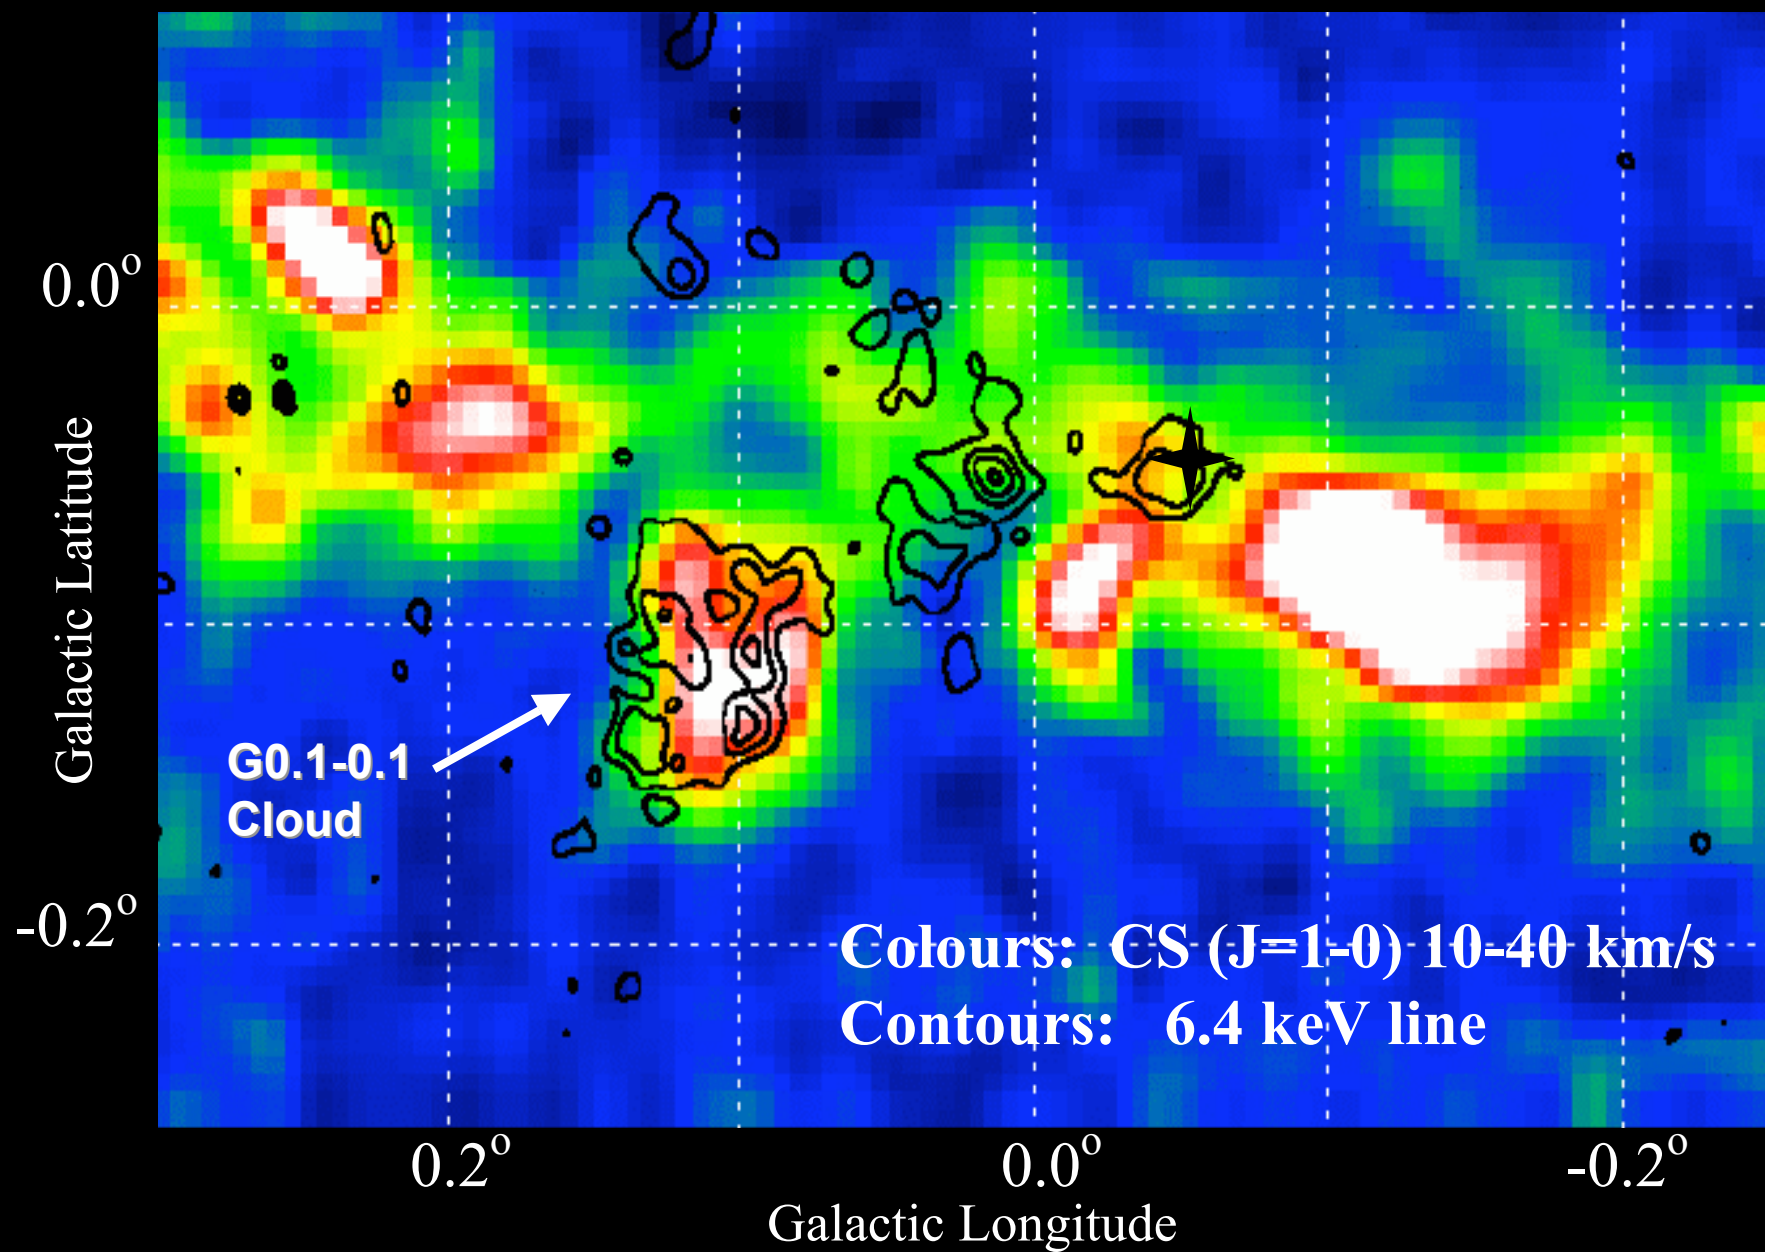 0.0°
-0.2°
Galactic Latitude
G0.1-0.1
Cloud
Colours: CS (J=1-0) 10-40 km/s
Contours: 6.4 keV line
0.2° 0.0° -0.2°
Galactic Longitude